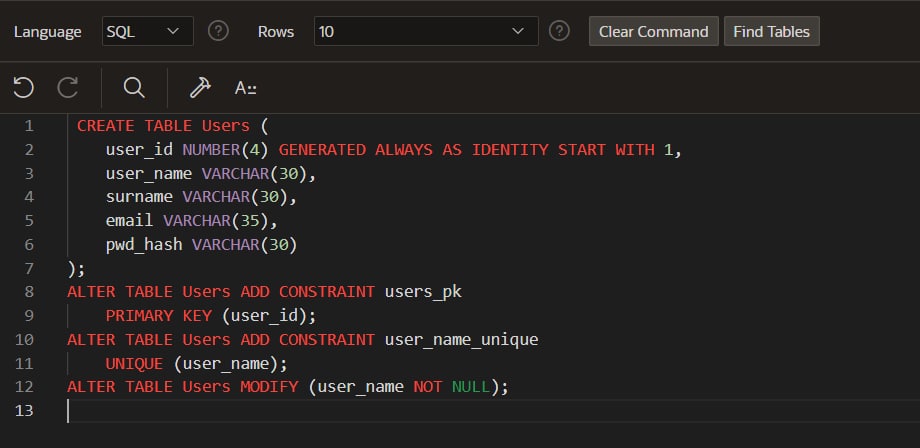 Language SQL ? Rows 10 ? Clear Command Find Tables
A::
1 CREATE TABLE Users (
2 user_id NUMBER(4) GENERATED ALWAYS AS IDENTITY START WITH 1,
3 user_name VARCHAR(30),
4 surname VARCHAR(30),
5 email VARCHAR(35),
6 pwd_hash VARCHAR(30)
7 );
8 ALTER TABLE Users ADD CONSTRAINT users_pk
9 PRIMARY KEY (user_id);
10 ALTER TABLE Users ADD CONSTRAINT user_name_unique
11 UNIQUE (user_name);
12 ALTER TABLE Users MODIFY (user_name NOT NULL);
13